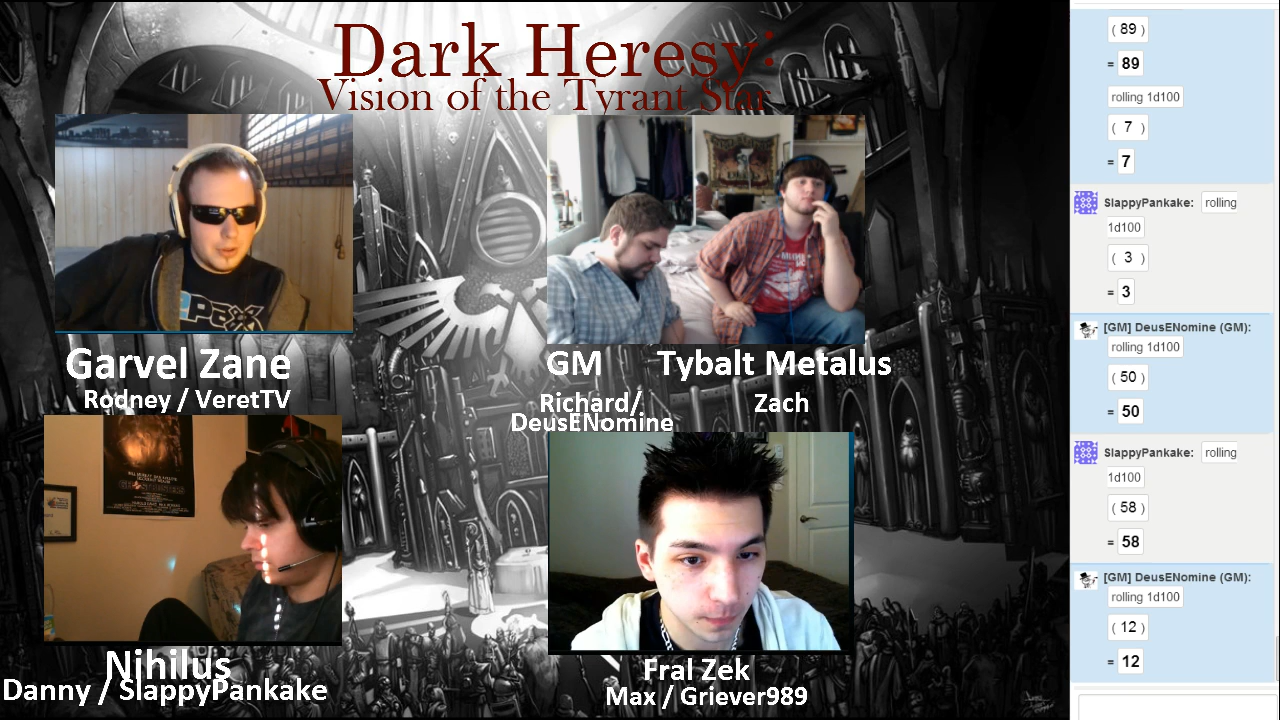 Dark Heresy:
Vision of the Tyrant Star
Garvel Zane
Rodney / VeretTV
GM
Tybalt Metalus
Richard/
DeusENomine
Zach
Nihilus
Danny / SlappyPankake
Fral Zek
Max / Griever989
( 89 )
= 89
rolling 1d100
( 7 )
= 7
SlappyPankake: rolling
1d100
( 3 )
= 3
[GM] DeusENomine (GM):
rolling 1d100
( 50 )
= 50
SlappyPankake: rolling
1d100
( 58 )
= 58
[GM] DeusENomine (GM):
rolling 1d100
( 12 )
= 12